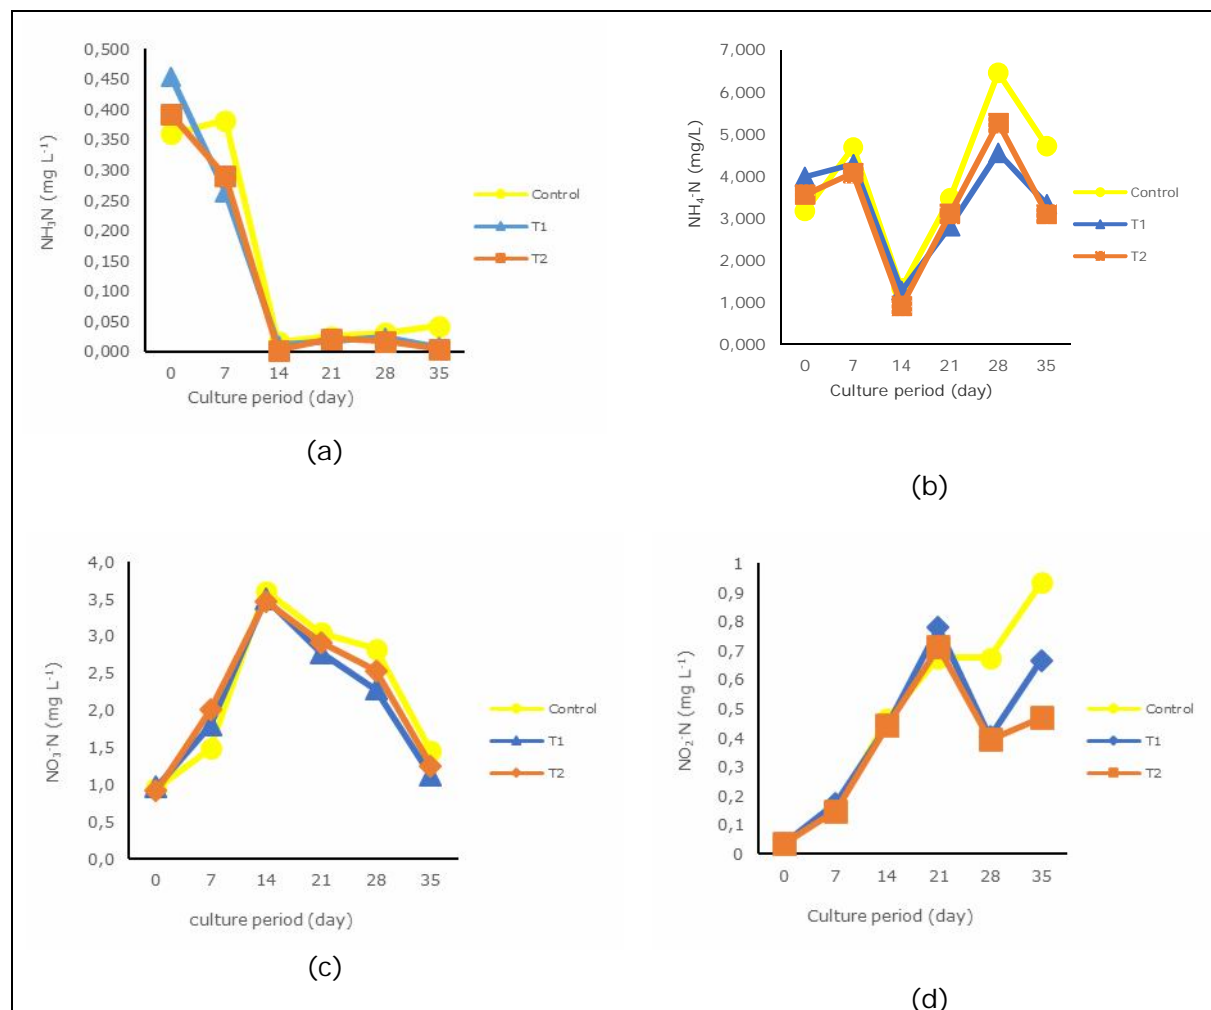 0,500
0,450
0,400
0,350
0,300
0,250
0,200
0,150
0,100
0,050
0,000
NH₃N (mg L⁻¹)
0 7 14 21 28 35
Culture period (day)
Control
T1
T2
(a)
7,000
6,000
5,000
4,000
3,000
2,000
1,000
0,000
NH₄-N (mg/L)
0 7 14 21 28 35
Culture period (day)
Control
T1
T2
(b)
4,0
3,5
3,0
2,5
2,0
1,5
1,0
0,5
0,0
NO₃-N (mg L⁻¹)
0 7 14 21 28 35
culture period (day)
Control
T1
T2
(c)
1
0,9
0,8
0,7
0,6
0,5
0,4
0,3
0,2
0,1
0
NO₂-N (mg L⁻¹)
0 7 14 21 28 35
Culture period (day)
Control
T1
T2
(d)